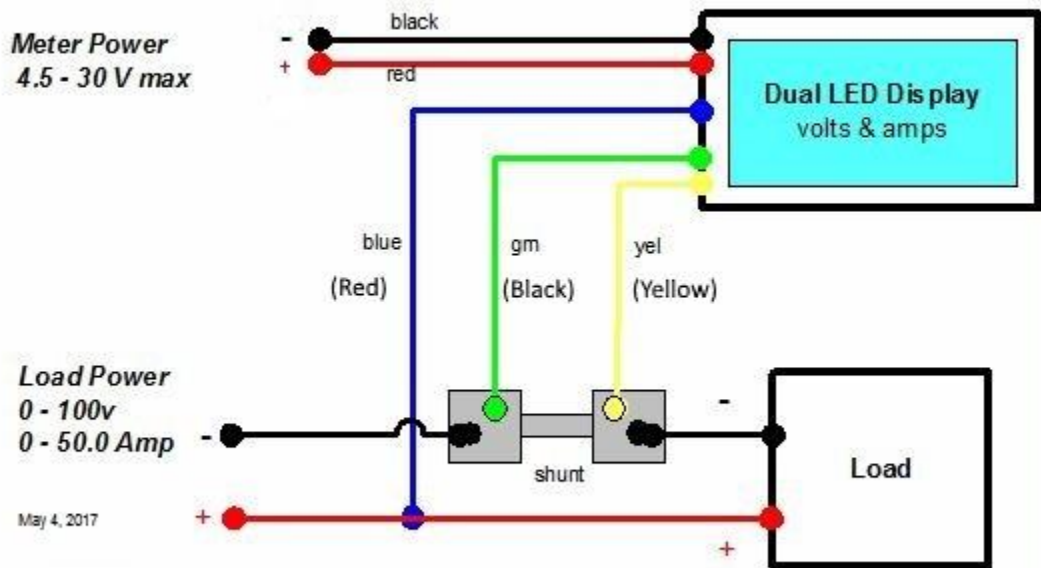 Meter Power
4.5 - 30 V max
-
+
black
red
Dual LED Display
volts & amps
blue
(Red)
grn
(Black)
yel
(Yellow)
Load Power
0 - 100v
0 - 50.0 Amp
-
shunt
-
Load
May 4, 2017
+
+